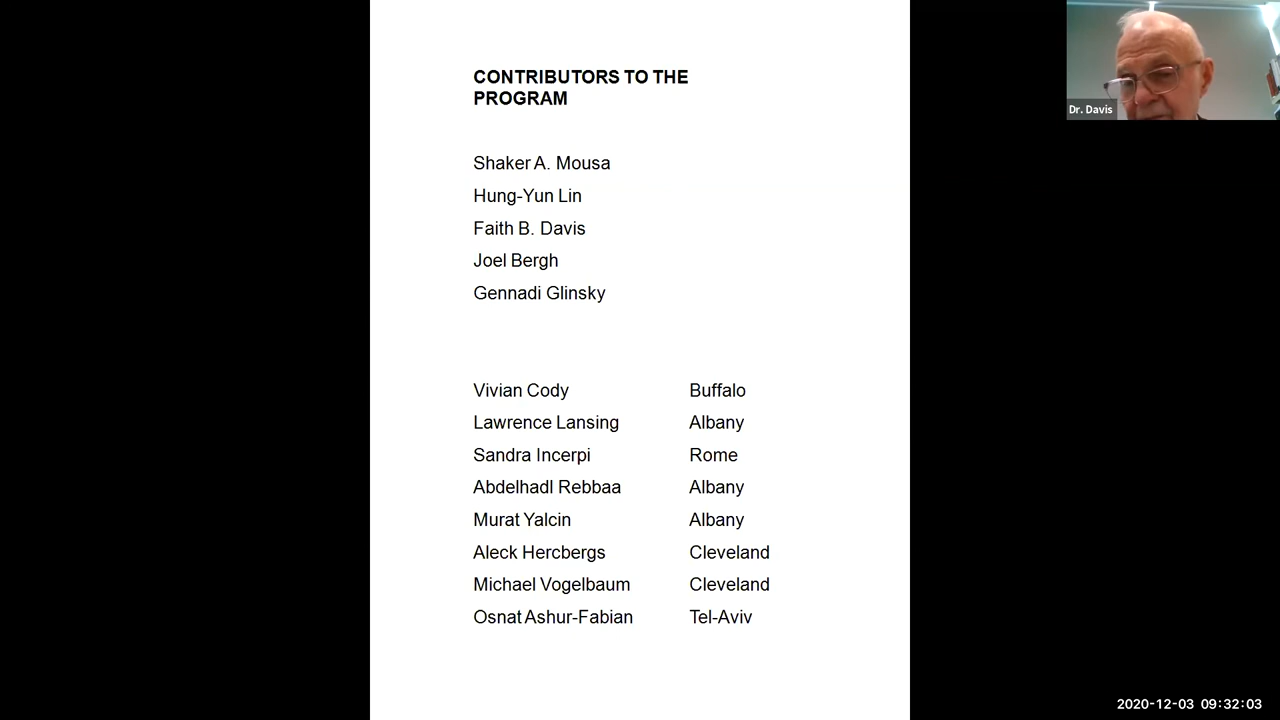 CONTRIBUTORS TO THE
PROGRAM
Shaker A. Mousa
Hung-Yun Lin
Faith B. Davis
Joel Bergh
Gennadi Glinsky
Vivian Cody Buffalo
Lawrence Lansing Albany
Sandra Incerpi Rome
Abdelhadl Rebbaa Albany
Murat Yalcin Albany
Aleck Hercbergs Cleveland
Michael Vogelbaum Cleveland
Osnat Ashur-Fabian Tel-Aviv
Dr. Davis
2020-12-03 09:32:03